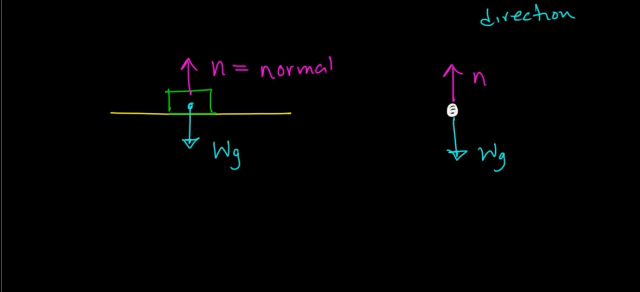 direction
n = normal
n
Wg
Wg